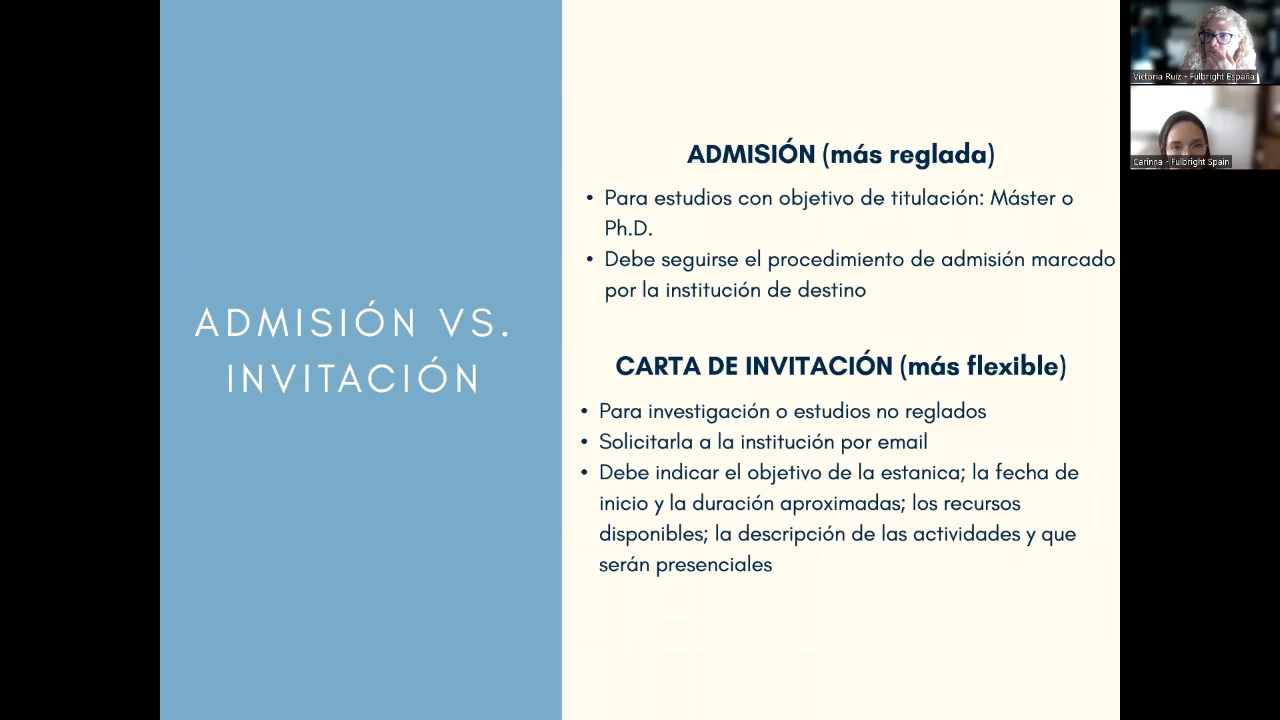 ADMISIÓN VS.
INVITACIÓN
ADMISIÓN (más reglada)
• Para estudios con objetivo de titulación: Máster o
Ph.D.
• Debe seguirse el procedimiento de admisión marcado
por la institución de destino
CARTA DE INVITACIÓN (más flexible)
• Para investigación o estudios no reglados
• Solicitarla a la institución por email
• Debe indicar el objetivo de la estanica; la fecha de
inicio y la duración aproximadas; los recursos
disponibles; la descripción de las actividades y que
serán presenciales
Victoria Ruiz - Fulbright España
Carinna - Fulbright Spain